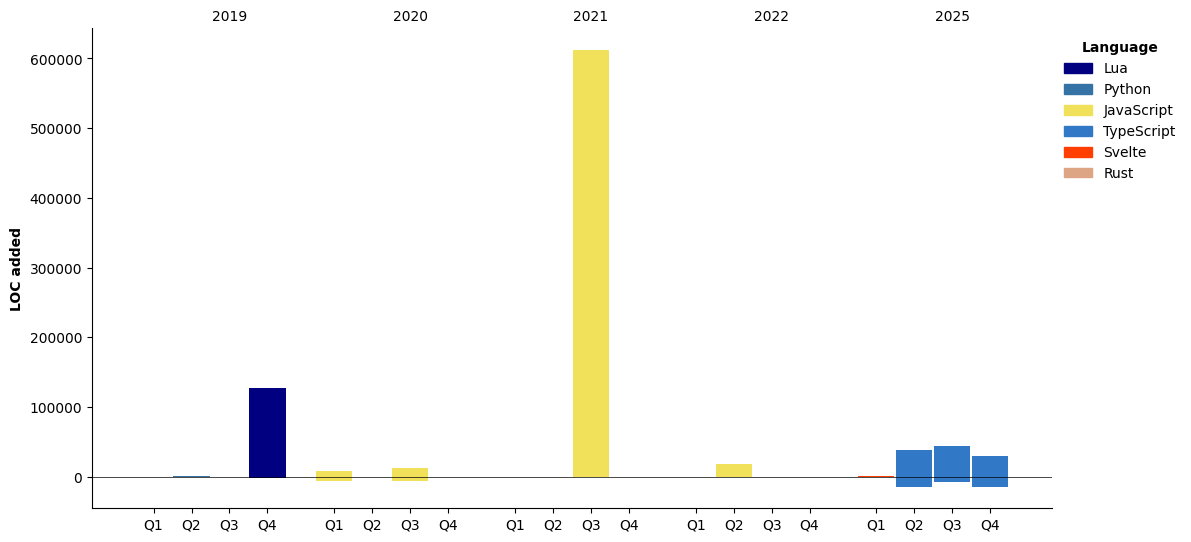 2019 2020 2021 2022 2025
600000
500000
400000
300000
200000
100000
0
LOC added
Q1 Q2 Q3 Q4 Q1 Q2 Q3 Q4 Q1 Q2 Q3 Q4 Q1 Q2 Q3 Q4 Q1 Q2 Q3 Q4
Language
Lua
Python
JavaScript
TypeScript
Svelte
Rust